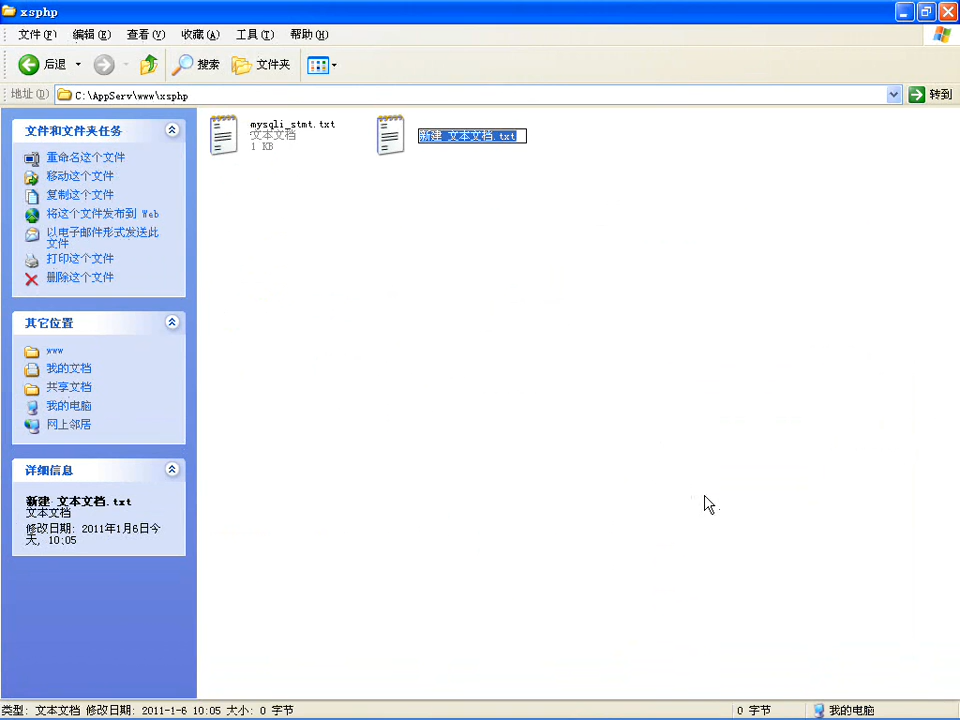 xsphp
文件(F) 编辑(E) 查看(V) 收藏(A) 工具(T) 帮助(H)
后退 搜索 文件夹
地址(D) C:\AppServ\www\xsphp 转到
文件和文件夹任务
重命名这个文件
移动这个文件
复制这个文件
将这个文件发布到 Web
以电子邮件形式发送此
文件
打印这个文件
删除这个文件
其它位置
www
我的文档
共享文档
我的电脑
网上邻居
详细信息
新建 文本文档.txt
文本文档
修改日期: 2011年1月6日今
天, 10:05
mysqli_stmt.txt
文本文档
1 KB
新建 文本文档.txt
类型: 文本文档 修改日期: 2011-1-6 10:05 大小: 0 字节
0 字节
我的电脑